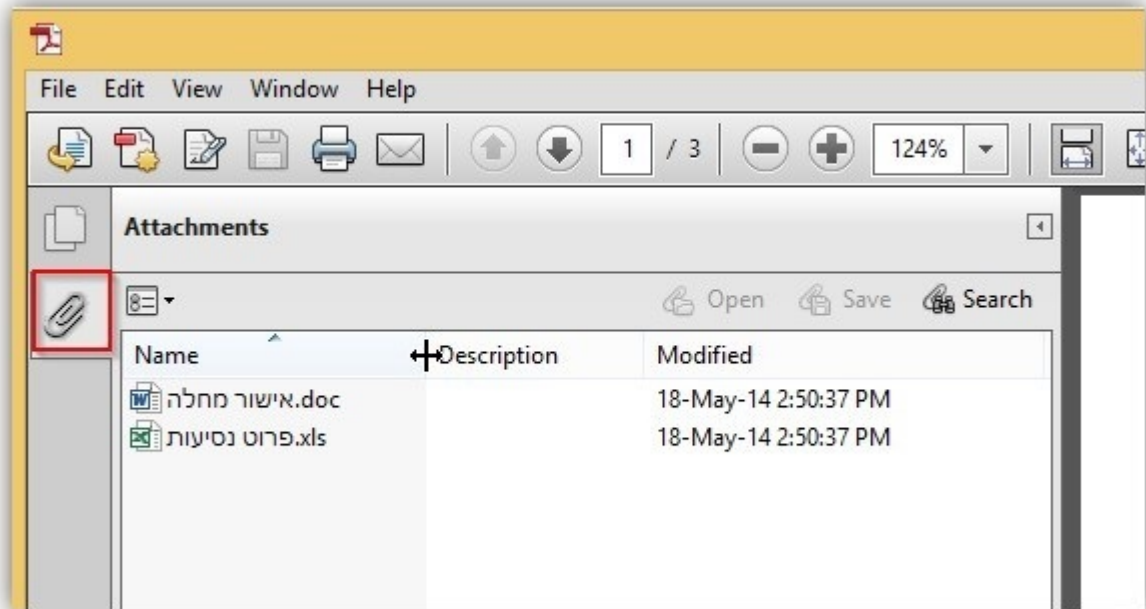 File Edit View Window Help
1 / 3 124%
Attachments
Open Save Search
Name Description Modified
אישור מחלה.doc 18-May-14 2:50:37 PM
פרוט נסיעות.xls 18-May-14 2:50:37 PM